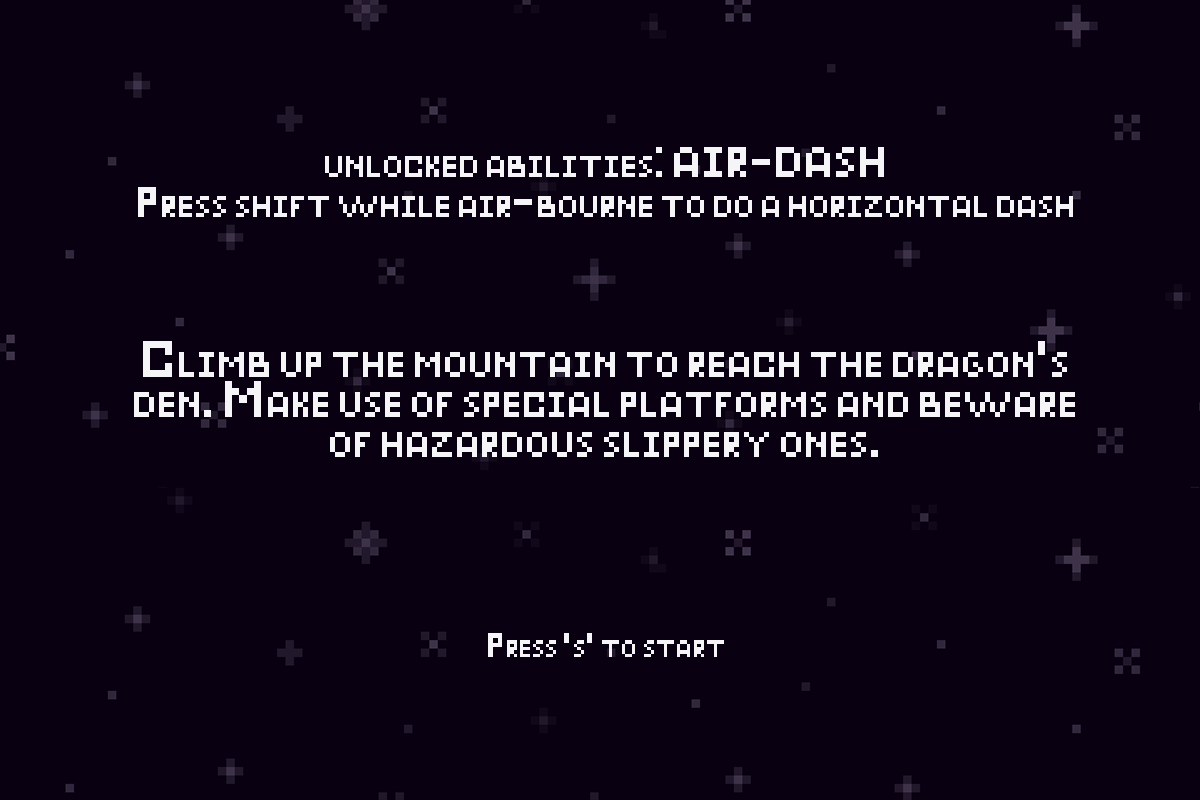 unlocked abilities: AIR-DASH
Press shift while air-bourne to do a horizontal dash
Climb up the mountain to reach the dragon's
den. Make use of special platforms and beware
of hazardous slippery ones.
Press 's' to start